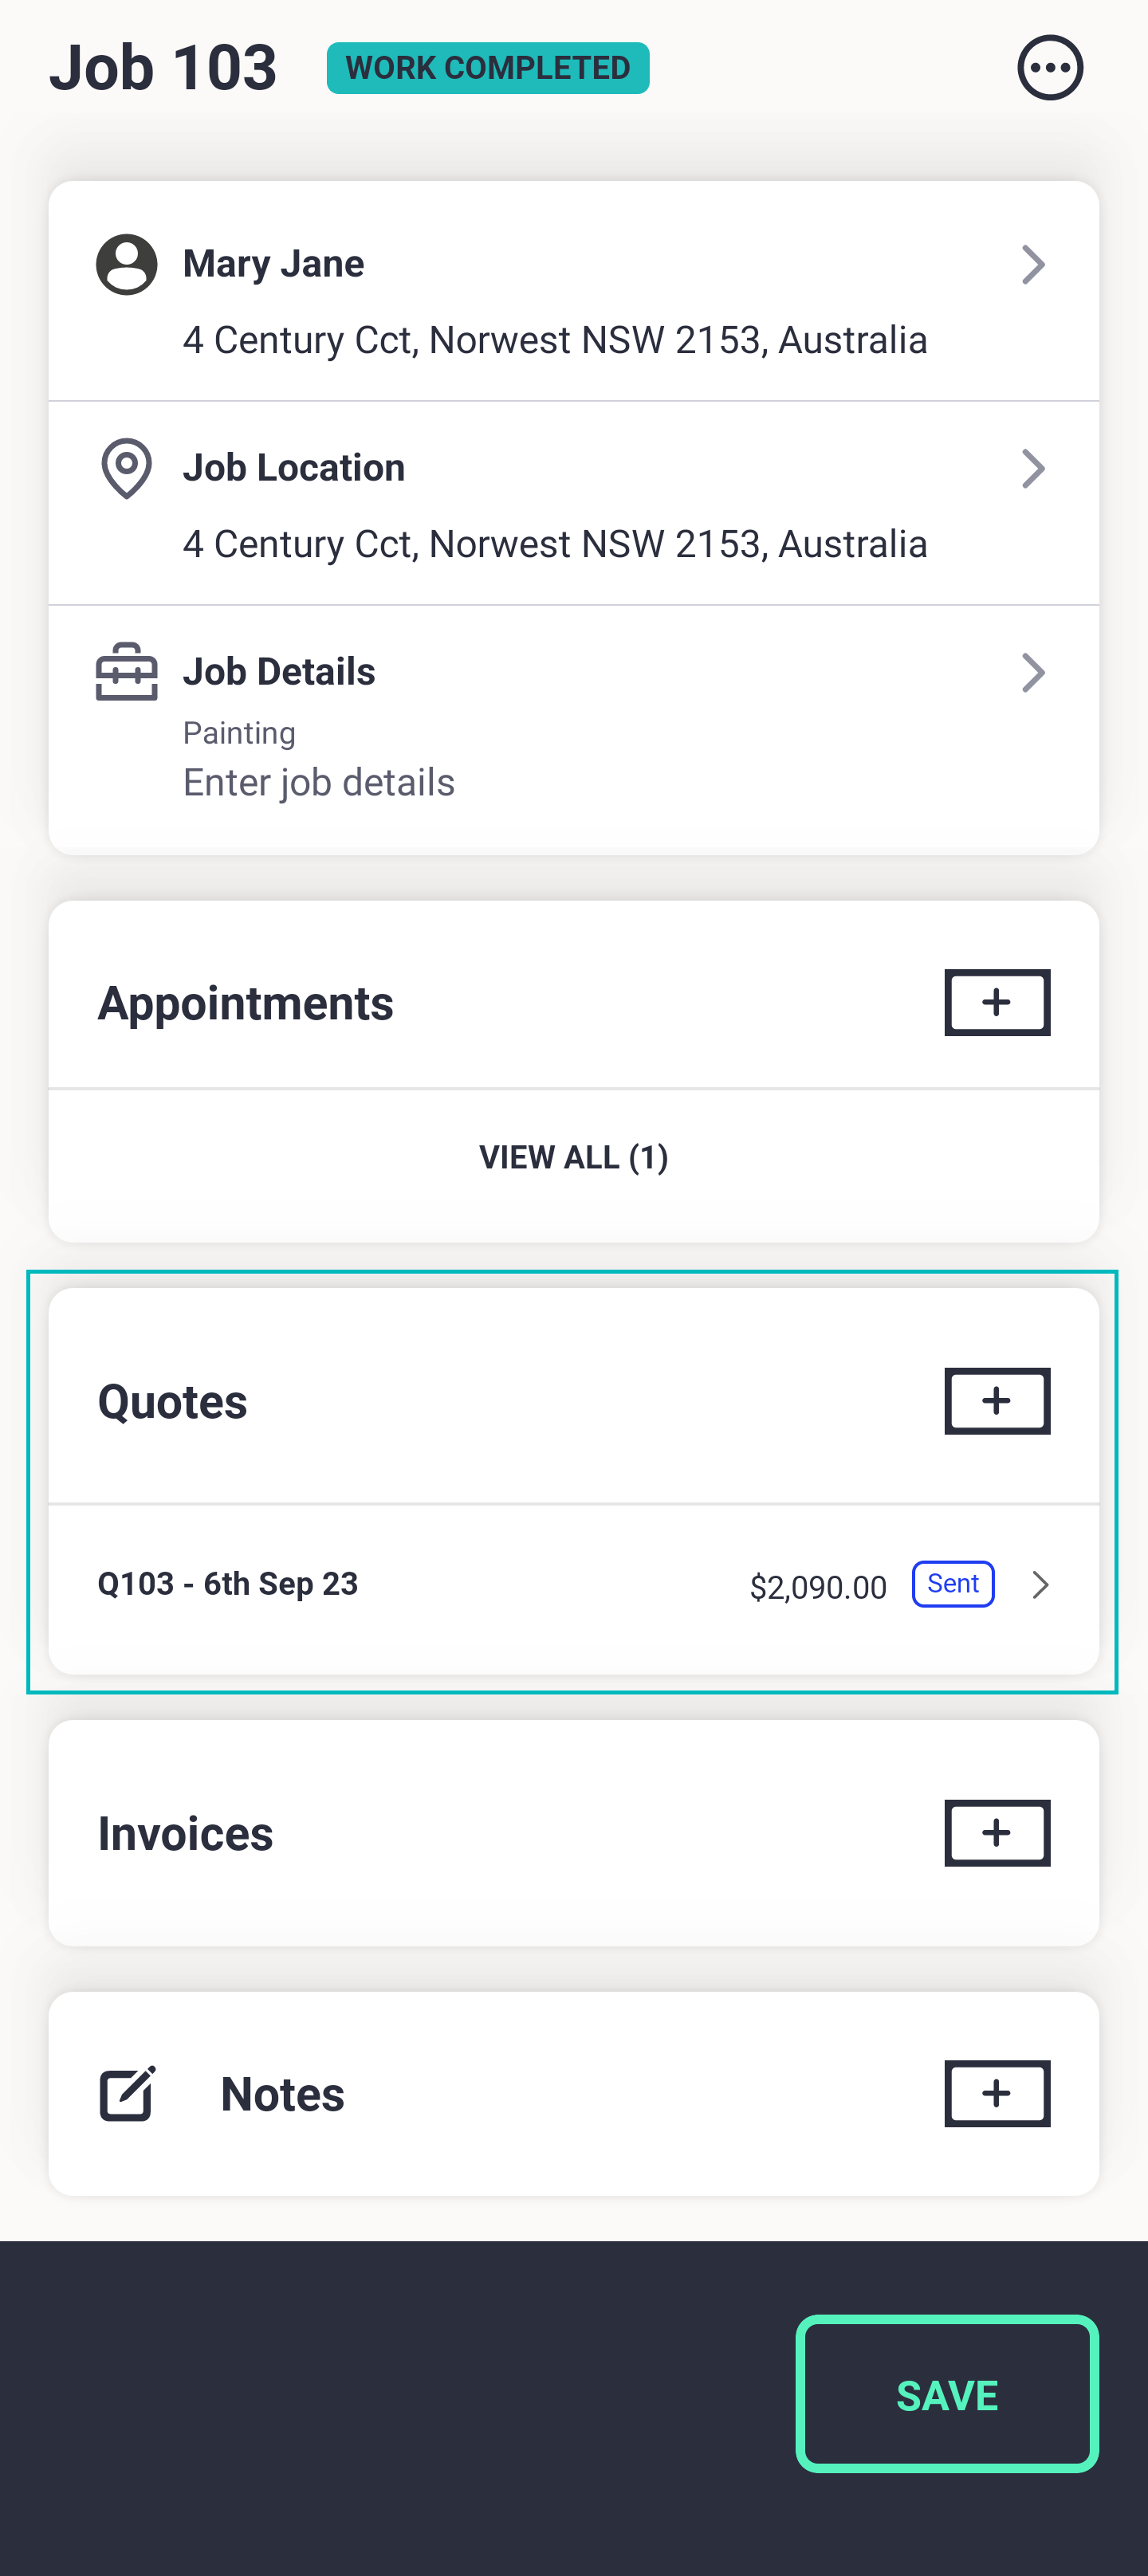 Job 103 WORK COMPLETED
Mary Jane
4 Century Cct, Norwest NSW 2153, Australia
Job Location
4 Century Cct, Norwest NSW 2153, Australia
Job Details
Painting
Enter job details
Appointments +
VIEW ALL (1)
Quotes +
Q103 - 6th Sep 23 $2,090.00 Sent
Invoices +
Notes +
SAVE